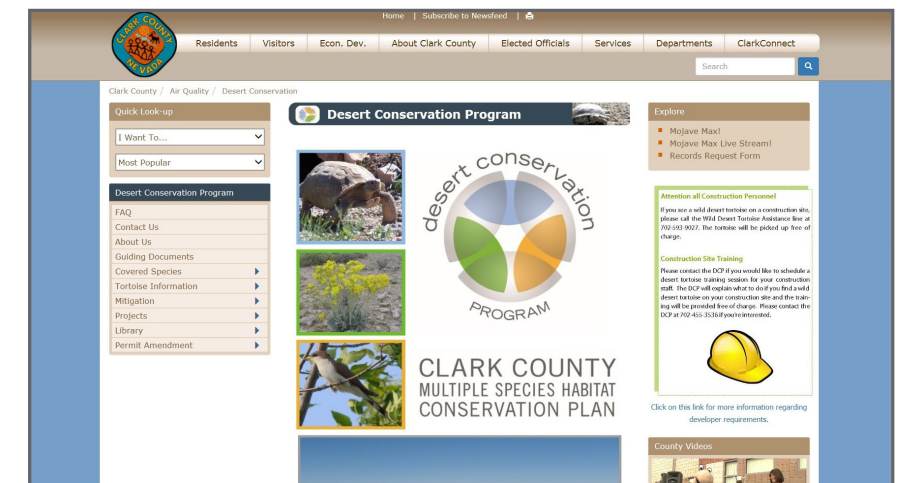 Home | Subscribe to Newsfeed |
CLARK COUNTY
NEVADA
Residents Visitors Econ. Dev. About Clark County Elected Officials Services Departments ClarkConnect
Search
Clark County / Air Quality / Desert Conservation
Quick Look-up
I Want To...
Most Popular
Desert Conservation Program
FAQ
Contact Us
About Us
Guiding Documents
Covered Species
Tortoise Information
Mitigation
Projects
Library
Permit Amendment
Desert Conservation Program
desert conservation
PROGRAM
CLARK COUNTY
MULTIPLE SPECIES HABITAT
CONSERVATION PLAN
Explore
Mojave Max!
Mojave Max Live Stream!
Records Request Form
Attention all Construction Personnel
If you see a wild desert tortoise on a construction site,
please call the Wild Desert Tortoise Assistance line at
702-593-9027. The tortoise will be picked up free of
charge.
Construction Site Training
Please contact the DCP if you would like to schedule a
desert tortoise training session for your construction
staff. The DCP will explain what to do if you find a wild
desert tortoise on your construction site and the train-
ing will be provided free of charge. Please contact the
DCP at 702-455-3536 if you're interested.
Click on this link for more information regarding
developer requirements.
County Videos